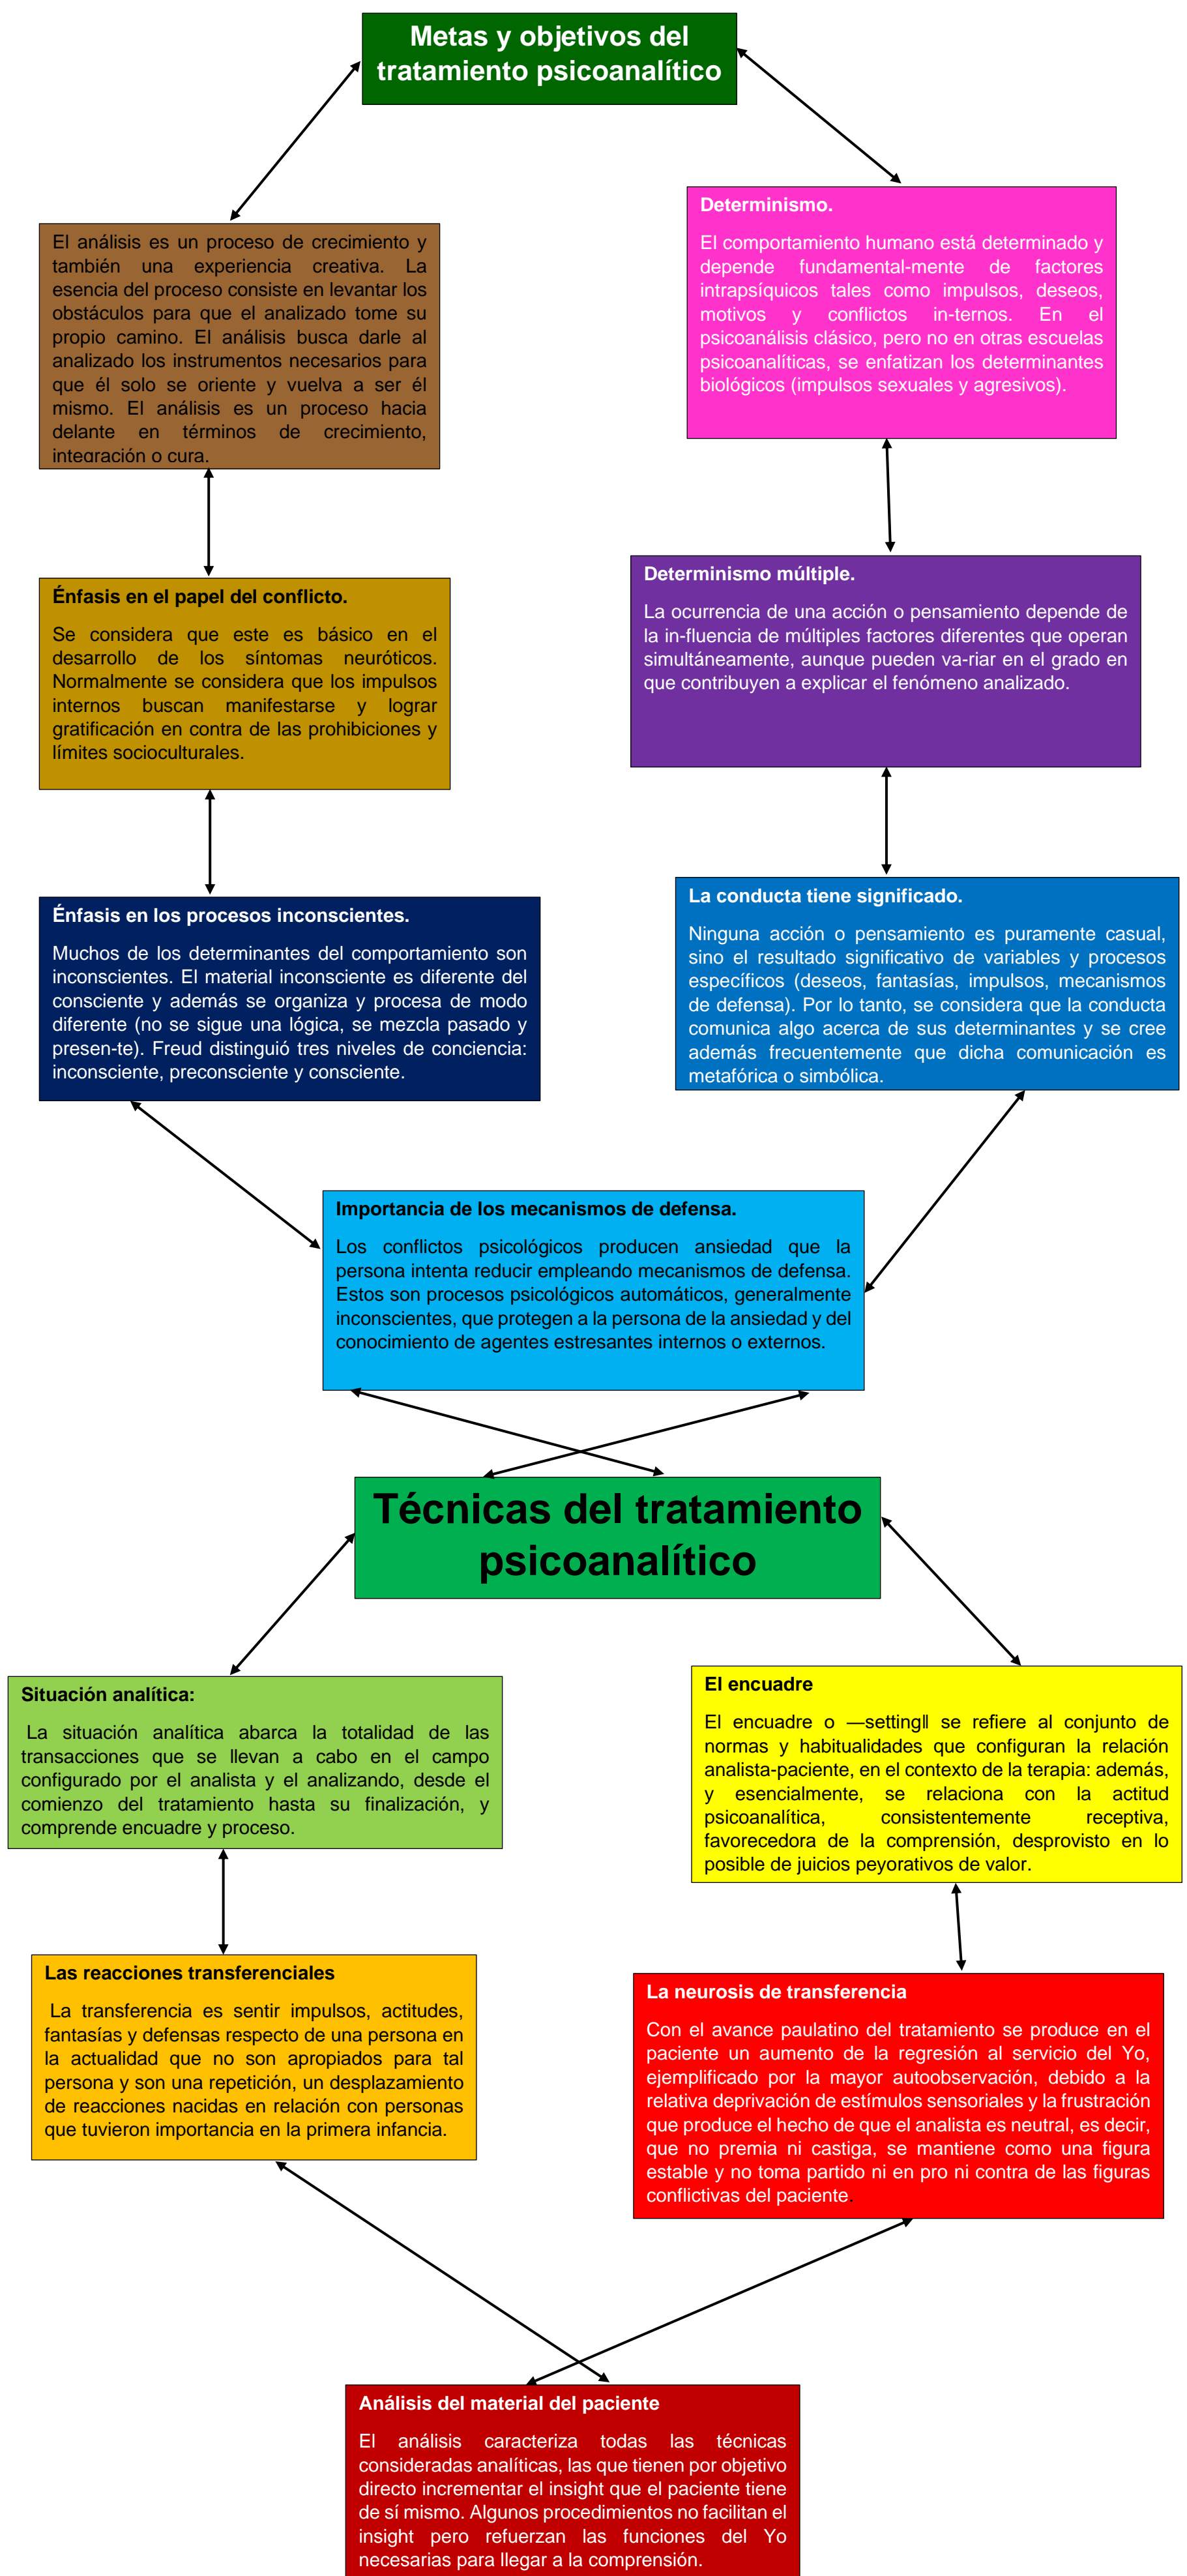 Metas y objetivos del
tratamiento psicoanalítico
El análisis es un proceso de crecimiento y
también una experiencia creativa. La
esencia del proceso consiste en levantar los
obstáculos para que el analizado tome su
propio camino. El análisis busca darle al
analizado los instrumentos necesarios para
que él solo se oriente y vuelva a ser él
mismo. El análisis es un proceso hacia
delante en términos de crecimiento,
integración o cura.
Determinismo.
El comportamiento humano está determinado y
depende fundamental-mente de factores
intrapsíquicos tales como impulsos, deseos,
motivos y conflictos in-ternos. En el
psicoanálisis clásico, pero no en otras escuelas
psicoanalíticas, se enfatizan los determinantes
biológicos (impulsos sexuales y agresivos).
Énfasis en el papel del conflicto.
Se considera que este es básico en el
desarrollo de los síntomas neuróticos.
Normalmente se considera que los impulsos
internos buscan manifestarse y lograr
gratificación en contra de las prohibiciones y
límites socioculturales.
Determinismo múltiple.
La ocurrencia de una acción o pensamiento depende de
la in-fluencia de múltiples factores diferentes que operan
simultáneamente, aunque pueden va-riar en el grado en
que contribuyen a explicar el fenómeno analizado.
Énfasis en los procesos inconscientes.
Muchos de los determinantes del comportamiento son
inconscientes. El material inconsciente es diferente del
consciente y además se organiza y procesa de modo
diferente (no se sigue una lógica, se mezcla pasado y
presen-te). Freud distinguió tres niveles de conciencia:
inconsciente, preconsciente y consciente.
La conducta tiene significado.
Ninguna acción o pensamiento es puramente casual,
sino el resultado significativo de variables y procesos
específicos (deseos, fantasías, impulsos, mecanismos
de defensa). Por lo tanto, se considera que la conducta
comunica algo acerca de sus determinantes y se cree
además frecuentemente que dicha comunicación es
metafórica o simbólica.
Importancia de los mecanismos de defensa.
Los conflictos psicológicos producen ansiedad que la
persona intenta reducir empleando mecanismos de defensa.
Estos son procesos psicológicos automáticos, generalmente
inconscientes, que protegen a la persona de la ansiedad y del
conocimiento de agentes estresantes internos o externos.
Técnicas del tratamiento
psicoanalítico
Situación analítica:
La situación analítica abarca la totalidad de las
transacciones que se llevan a cabo en el campo
configurado por el analista y el analizando, desde el
comienzo del tratamiento hasta su finalización, y
comprende encuadre y proceso.
El encuadre
El encuadre o ―setting‖ se refiere al conjunto de
normas y habitualidades que configuran la relación
analista-paciente, en el contexto de la terapia: además,
y esencialmente, se relaciona con la actitud
psicoanalítica, consistentemente receptiva,
favorecedora de la comprensión, desprovisto en lo
posible de juicios peyorativos de valor.
Las reacciones transferenciales
La transferencia es sentir impulsos, actitudes,
fantasías y defensas respecto de una persona en
la actualidad que no son apropiados para tal
persona y son una repetición, un desplazamiento
de reacciones nacidas en relación con personas
que tuvieron importancia en la primera infancia.
La neurosis de transferencia
Con el avance paulatino del tratamiento se produce en el
paciente un aumento de la regresión al servicio del Yo,
ejemplificado por la mayor autoobservación, debido a la
relativa deprivación de estímulos sensoriales y la frustración
que produce el hecho de que el analista es neutral, es decir,
que no premia ni castiga, se mantiene como una figura
estable y no toma partido ni en pro ni contra de las figuras
conflictivas del paciente.
Análisis del material del paciente
El análisis caracteriza todas las técnicas
consideradas analíticas, las que tienen por objetivo
directo incrementar el insight que el paciente tiene
de sí mismo. Algunos procedimientos no facilitan el
insight pero refuerzan las funciones del Yo
necesarias para llegar a la comprensión.